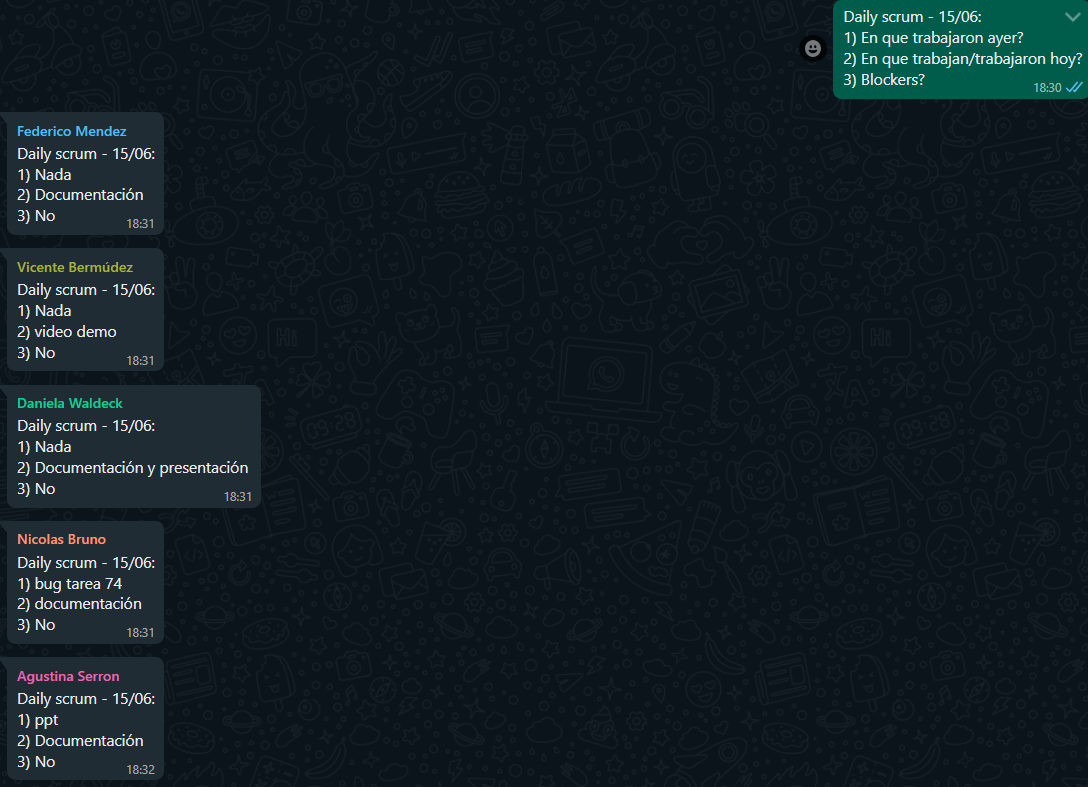 Daily scrum - 15/06:
1) En que trabajaron ayer?
2) En que trabajan/trabajaron hoy?
3) Blockers?
18:30
Federico Mendez
Daily scrum - 15/06:
1) Nada
2) Documentación
3) No
18:31
Vicente Bermúdez
Daily scrum - 15/06:
1) Nada
2) video demo
3) No
18:31
Daniela Waldeck
Daily scrum - 15/06:
1) Nada
2) Documentación y presentación
3) No
18:31
Nicolas Bruno
Daily scrum - 15/06:
1) bug tarea 74
2) documentación
3) No
18:31
Agustina Serron
Daily scrum - 15/06:
1) ppt
2) Documentación
3) No
18:32